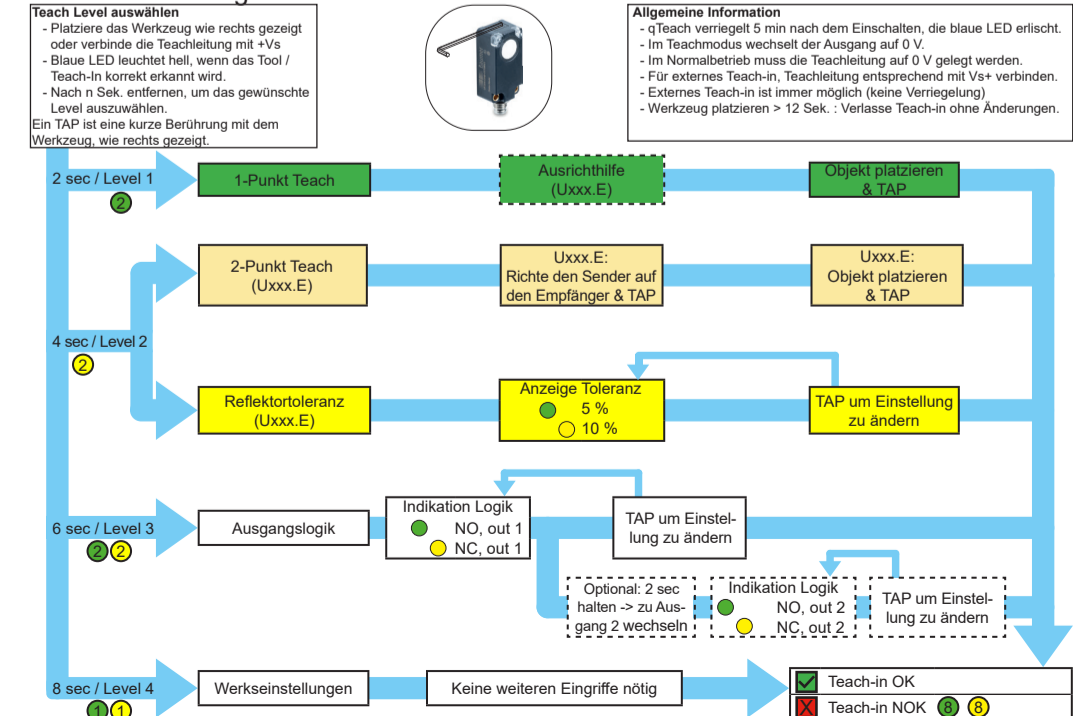 Teach Level auswählen
- Platziere das Werkzeug wie rechts gezeigt
oder verbinde die Teachleitung mit +Vs
- Blaue LED leuchtet hell, wenn das Tool /
Teach-In korrekt erkannt wird.
- Nach n Sek. entfernen, um das gewünschte
Level auszuwählen.
Ein TAP ist eine kurze Berührung mit dem
Werkzeug, wie rechts gezeigt.
Allgemeine Information
- qTeach verriegelt 5 min nach dem Einschalten, die blaue LED erlischt.
- Im Teachmodus wechselt der Ausgang auf 0 V.
- Im Normalbetrieb muss die Teachleitung auf 0 V gelegt werden.
- Für externes Teach-in, Teachleitung entsprechend mit Vs+ verbinden.
- Externes Teach-in ist immer möglich (keine Verriegelung)
- Werkzeug platzieren > 12 Sek. : Verlasse Teach-in ohne Änderungen.
2 sec / Level 1
2
1-Punkt Teach
Ausrichthilfe
(Uxxx.E)
Objekt platzieren
& TAP
4 sec / Level 2
2
2-Punkt Teach
(Uxxx.E)
Uxxx.E:
Richte den Sender auf
den Empfänger & TAP
Uxxx.E:
Objekt platzieren
& TAP
Reflektortoleranz
(Uxxx.E)
Anzeige Toleranz
5 %
10 %
TAP um Einstellung
zu ändern
6 sec / Level 3
2 2
Ausgangslogik
Indikation Logik
NO, out 1
NC, out 1
TAP um Einstel-
lung zu ändern
Optional: 2 sec
halten -> zu Aus-
gang 2 wechseln
Indikation Logik
NO, out 2
NC, out 2
TAP um Einstel-
lung zu ändern
8 sec / Level 4
1 1
Werkseinstellungen
Keine weiteren Eingriffe nötig
Teach-in OK
Teach-in NOK 8 8